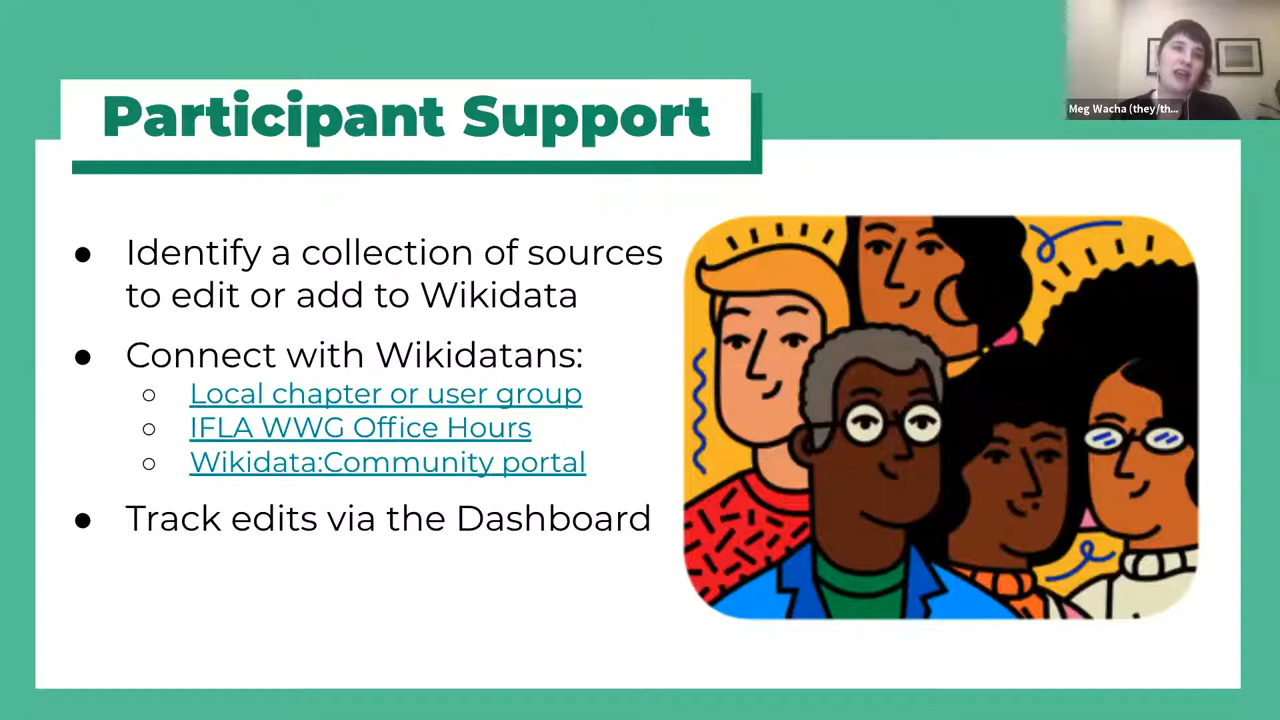 Meg Wacha (they/th...
Participant Support
● Identify a collection of sources
to edit or add to Wikidata
● Connect with Wikidatans:
○ Local chapter or user group
○ IFLA WWG Office Hours
○ Wikidata:Community portal
● Track edits via the Dashboard